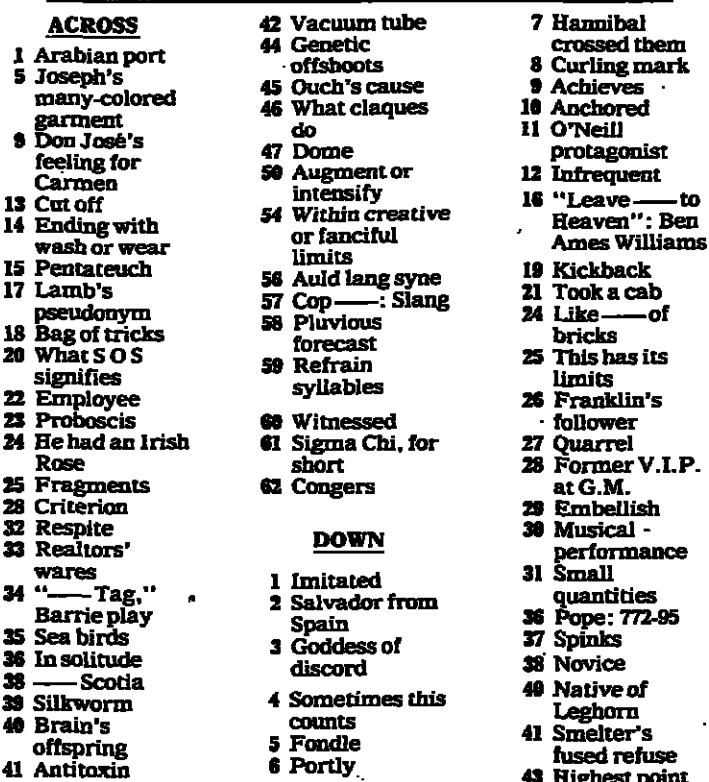 ACROSS
1 Arabian port
5 Joseph's
many-colored
garment
9 Don José's
feeling for
Carmen
13 Cut off
14 Ending with
wash or wear
15 Pentateuch
17 Lamb's
pseudonym
18 Bag of tricks
20 What S O S
signifies
22 Employee
23 Proboscis
24 He had an Irish
Rose
25 Fragments
28 Criterion
32 Respite
33 Realtors'
wares
34 "—— Tag,"
Barrie play
35 Sea birds
36 In solitude
38 —— Scotia
39 Silkworm
40 Brain's
offspring
41 Antitoxin
42 Vacuum tube
44 Genetic
offshoots
45 Ouch's cause
46 What claques
do
47 Dome
50 Augment or
intensify
54 Within creative
or fanciful
limits
56 Auld lang syne
57 Cop ——: Slang
58 Pluvious
forecast
59 Refrain
syllables
60 Witnessed
61 Sigma Chi, for
short
62 Congers
DOWN
1 Imitated
2 Salvador from
Spain
3 Goddess of
discord
4 Sometimes this
counts
5 Fondle
6 Portly
7 Hannibal
crossed them
8 Curling mark
9 Achieves
10 Anchored
11 O'Neill
protagonist
12 Infrequent
16 "Leave —— to
Heaven": Ben
Ames Williams
19 Kickback
21 Took a cab
24 Like —— of
bricks
25 This has its
limits
26 Franklin's
follower
27 Quarrel
28 Former V.I.P.
at G.M.
29 Embellish
30 Musical
performance
31 Small
quantities
36 Pope: 772-95
37 Spinks
38 Novice
40 Native of
Leghorn
41 Smelter's
fused refuse
43 Highest point